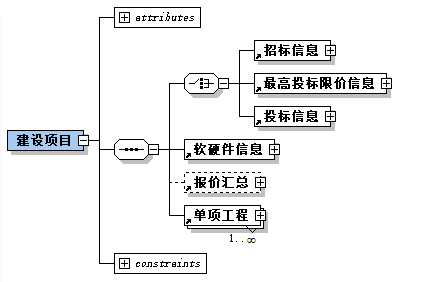 attributes
招标信息
最高投标限价信息
投标信息
建设项目
软硬件信息
报价汇总
单项工程
1..∞
constraints